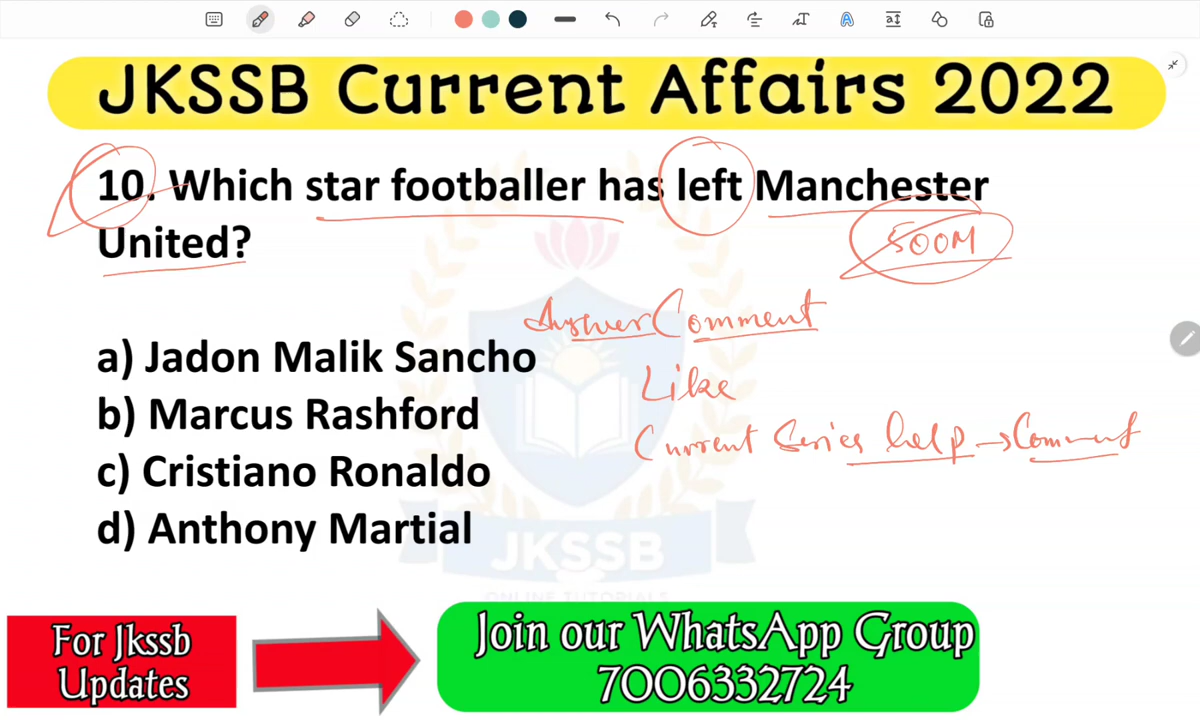 JKSSB Current Affairs 2022
10. Which star footballer has left Manchester
United?
500M
Answer Comment
a) Jadon Malik Sancho
Like
b) Marcus Rashford
Current Series help → Comment
c) Cristiano Ronaldo
d) Anthony Martial
JKSSB
ONLINE TUTORIALS
For Jkssb
Updates
Join our WhatsApp Group
7006332724